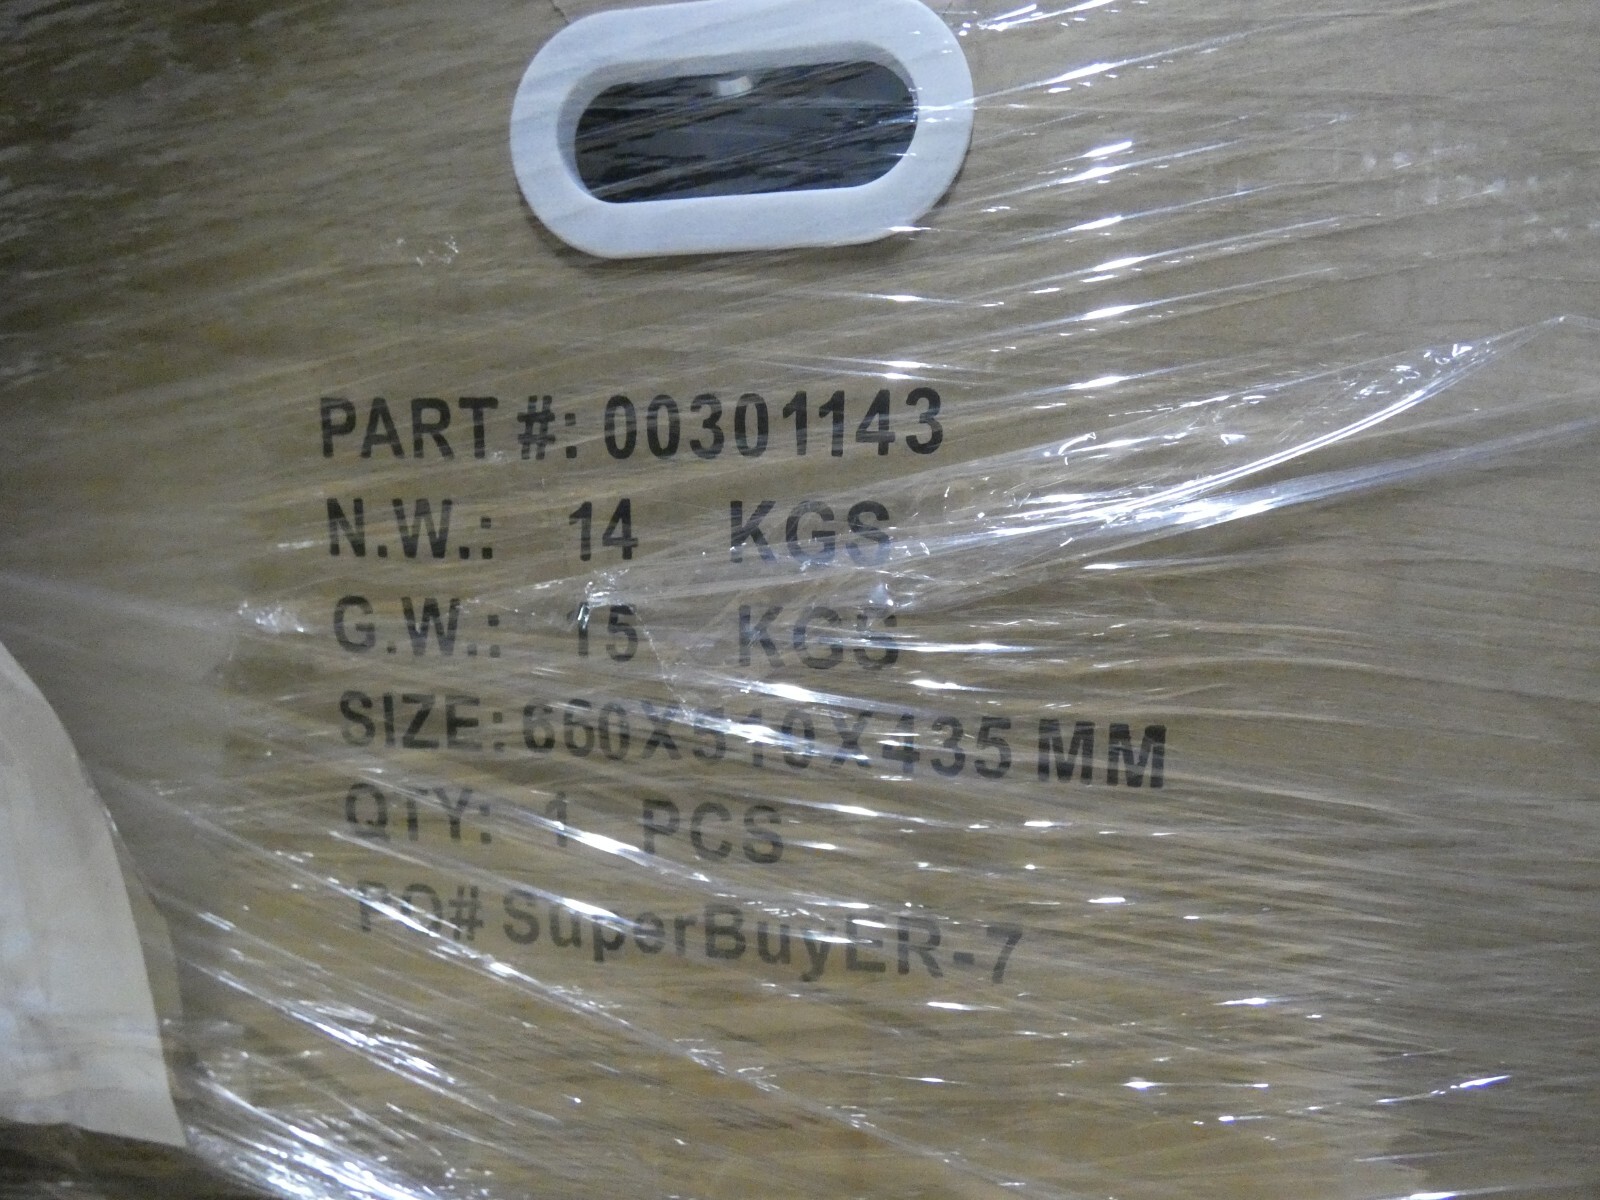 PART #: 00301143
N.W.: 14 KGS
G.W.: 15 KGS
SIZE: 660X510X435 MM
QTY: 1 PCS
PO# SuperBuyER-7